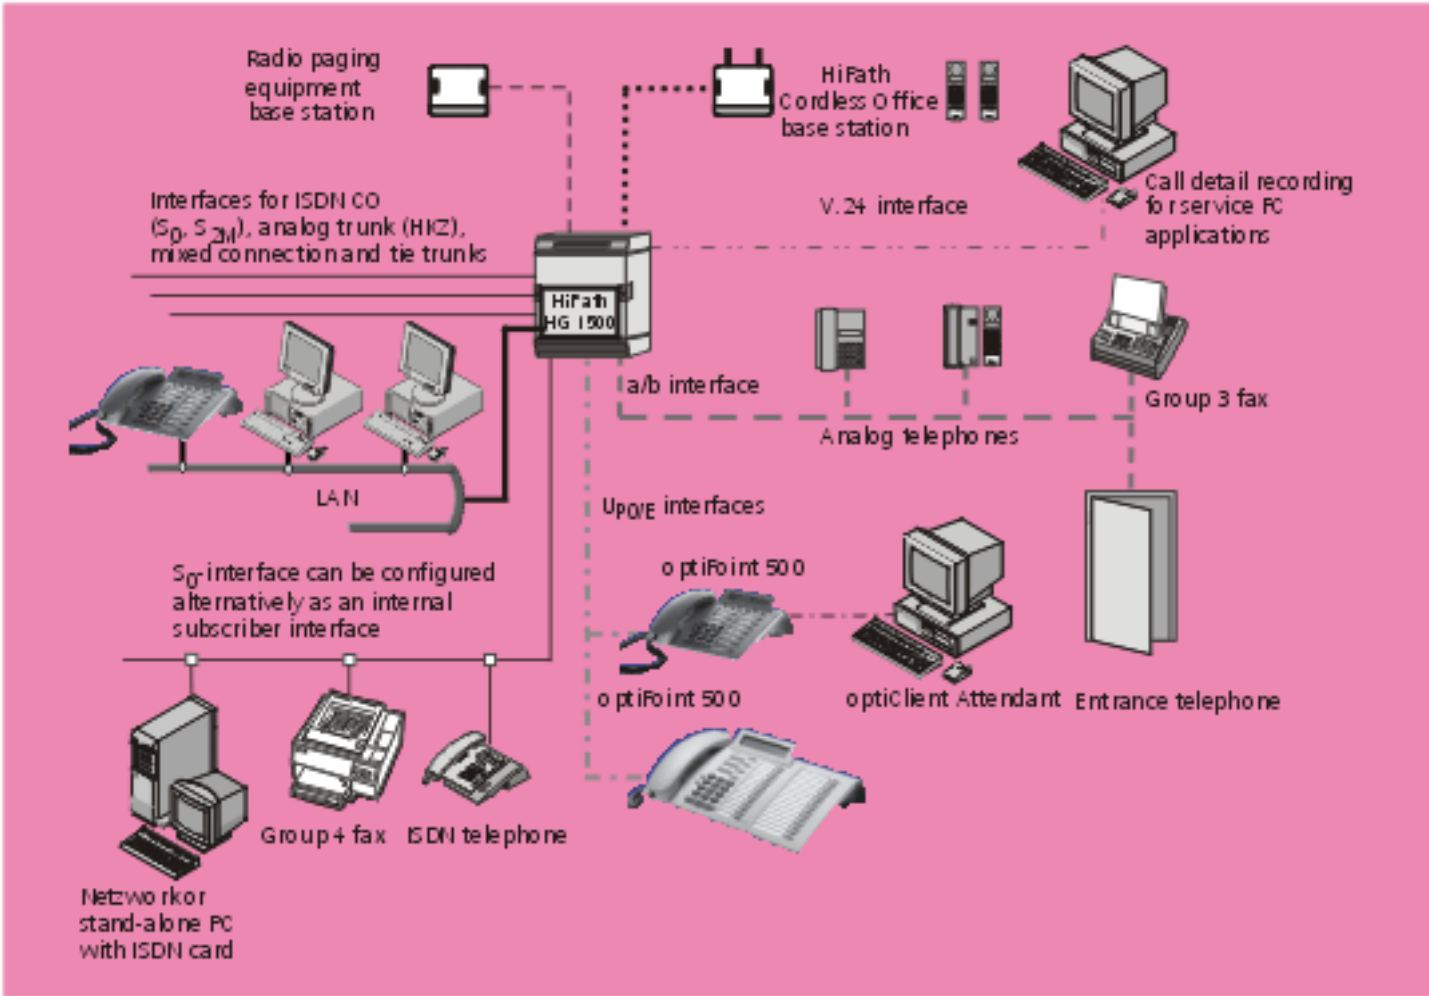 Radio paging
equipment
base station
HiPath
Cordless Office
base station
Call detail recording
for service PC
applications
V.24 interface
Interfaces for ISDN CO
(S0, S2M), analog trunk (HKZ),
mixed connection and tie trunks
HiPath
HG 1500
a/b interface
Group 3 fax
Analog telephones
LAN
UP0/E interfaces
optiPoint 500
S0- interface can be configured
alternatively as an internal
subscriber interface
optiPoint 500
optiClient Attendant
Entrance telephone
Group 4 fax
ISDN telephone
Netzwork or
stand-alone PC
with ISDN card